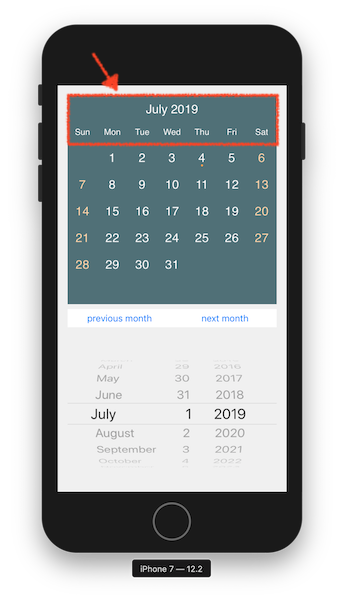 July 2019
Sun Mon Tue Wed Thu Fri Sat
1 2 3 4 5 6
7 8 9 10 11 12 13
14 15 16 17 18 19 20
21 22 23 24 25 26 27
28 29 30 31
previous month next month
April 29 2016
May 30 2017
June 31 2018
July 1 2019
August 2 2020
September 3 2021
October 4 2022
iPhone 7 — 12.2